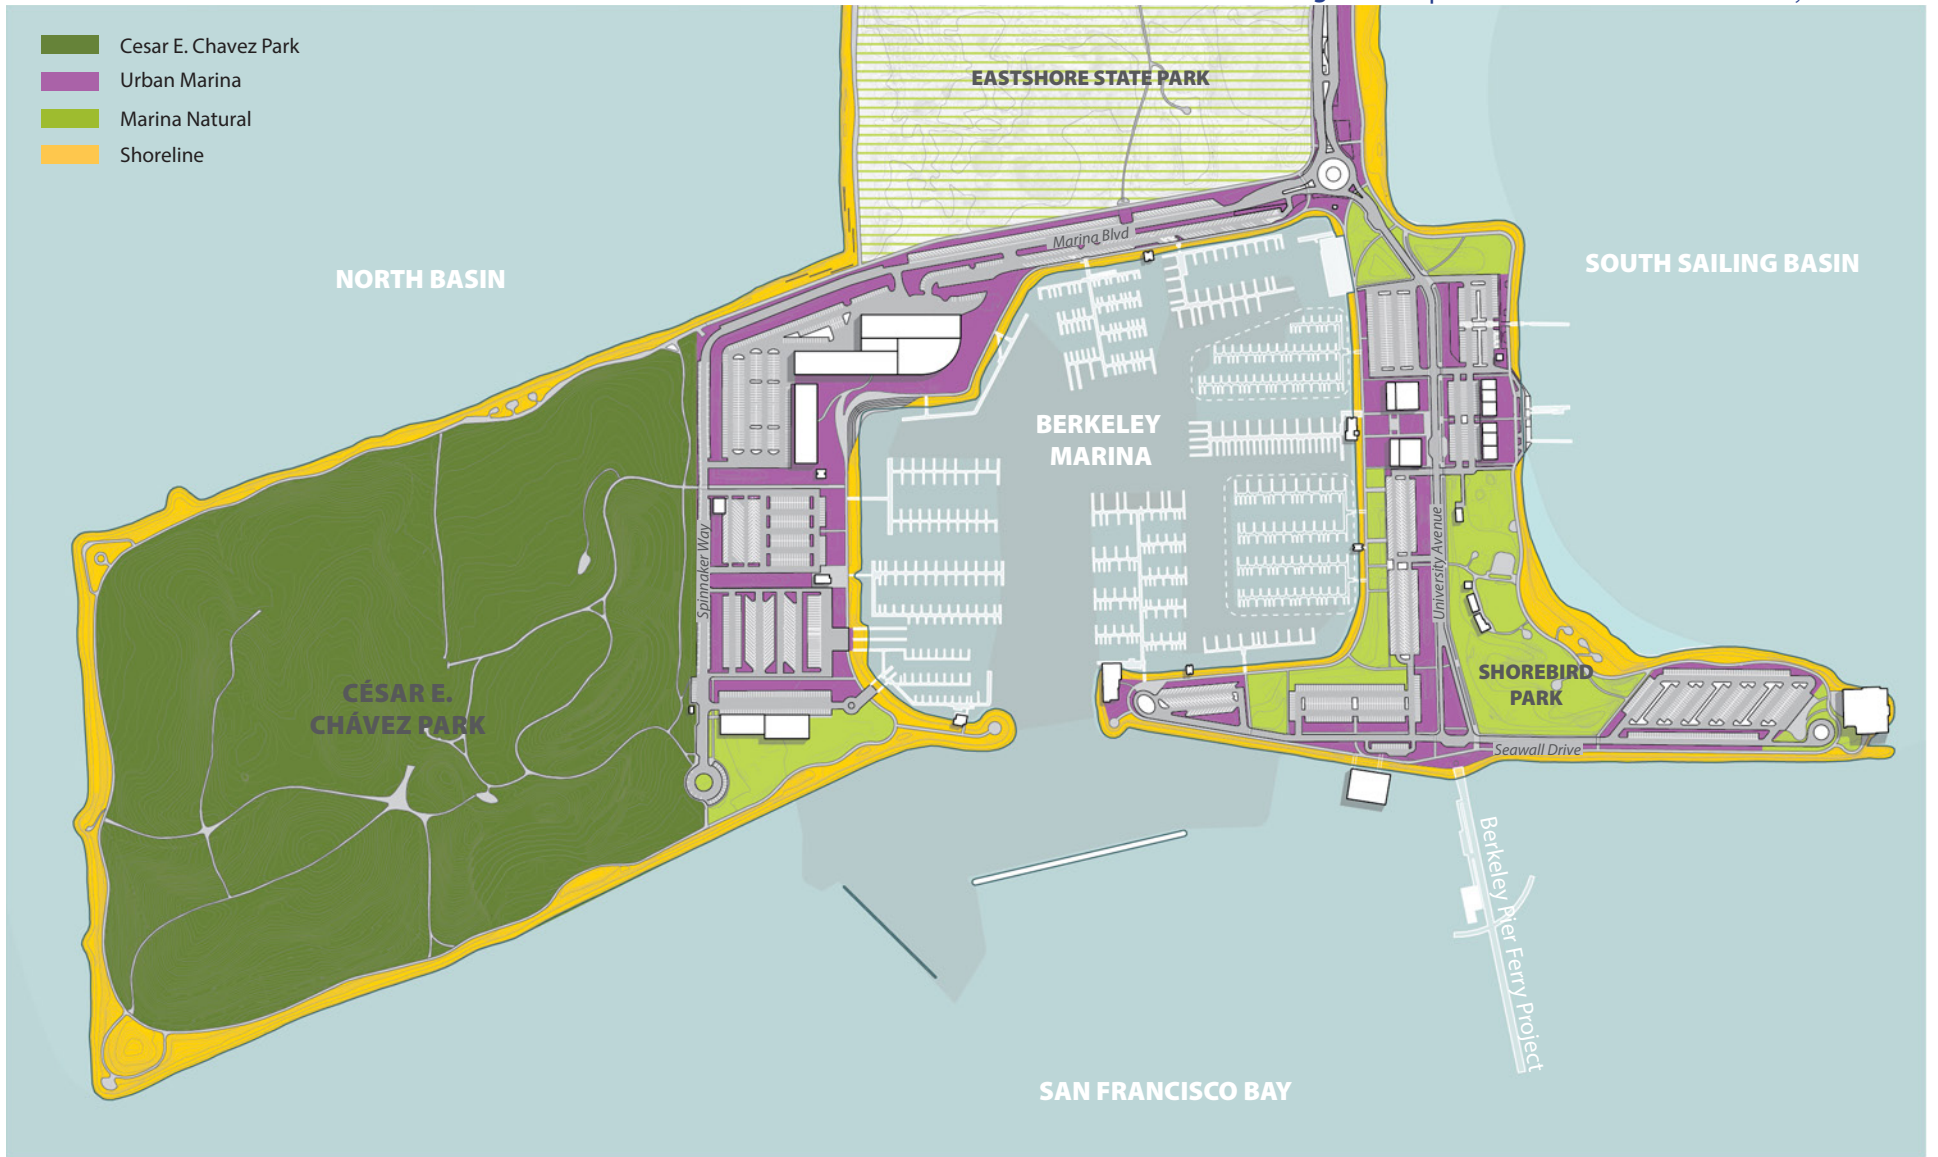 Cesar E. Chavez Park
Urban Marina
Marina Natural
Shoreline
EASTSHORE STATE PARK
Marina Blvd
NORTH BASIN
SOUTH SAILING BASIN
BERKELEY
MARINA
Spinnaker Way
University Avenue
CÉSAR E.
CHÁVEZ PARK
SHOREBIRD
PARK
Seawall Drive
Berkeley Pier Ferry Project
SAN FRANCISCO BAY